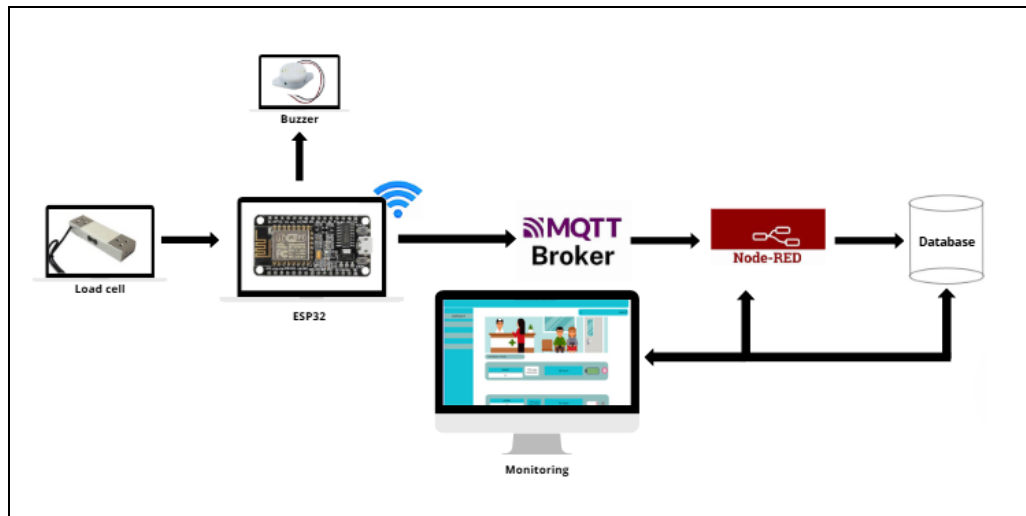 Buzzer
Load cell
ESP32
MQTT
Broker
Node-RED
Database
Monitoring